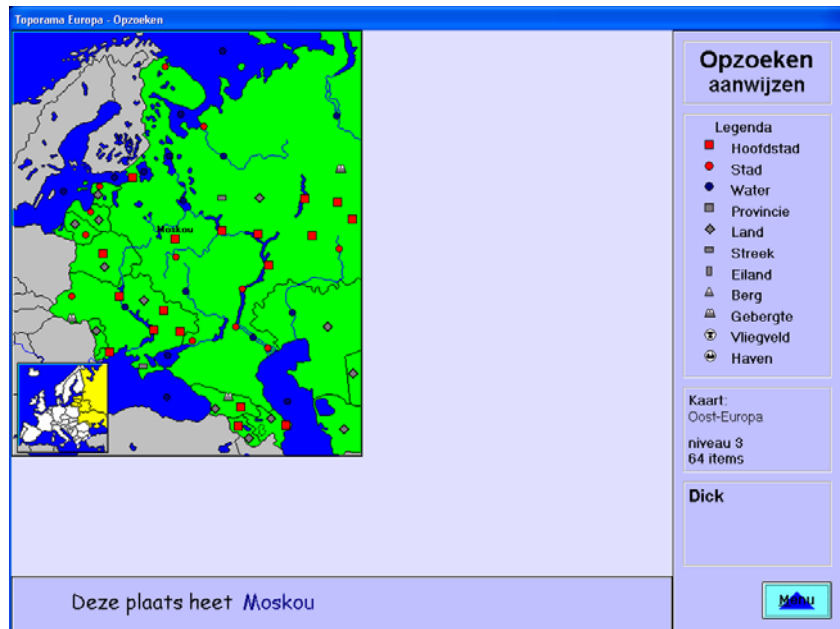 Toporama Europa - Opzoeken
Moskou
Opzoeken
aanwijzen
Legenda
Hoofdstad
Stad
Water
Provincie
Land
Streek
Eiland
Berg
Gebergte
Vliegveld
Haven
Kaart:
Oost-Europa
niveau 3
64 items
Dick
Menu
Deze plaats heet Moskou